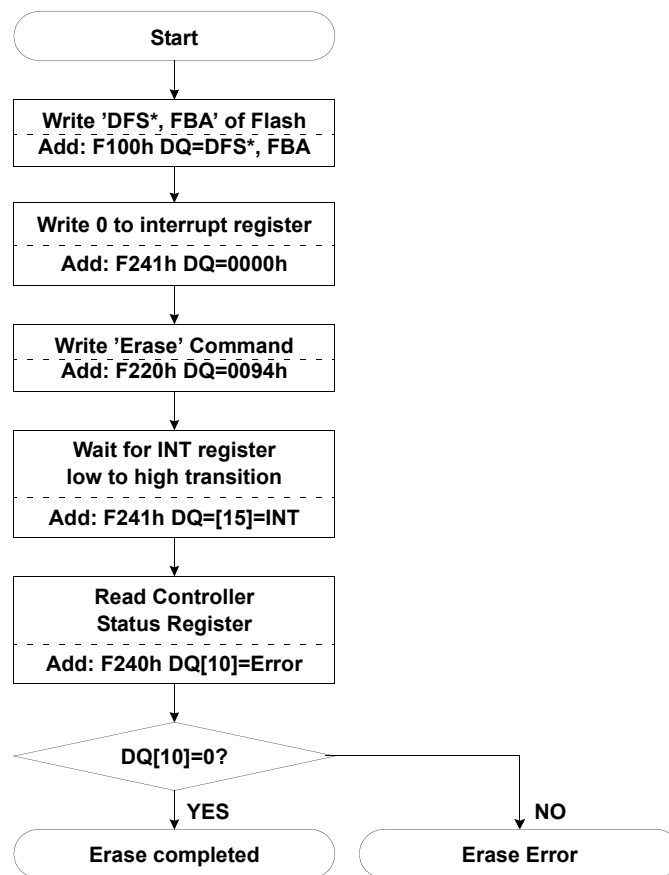 Start
Write ’DFS*, FBA’ of Flash
Add: F100h DQ=DFS*, FBA
Write 0 to interrupt register
Add: F241h DQ=0000h
Write ’Erase’ Command
Add: F220h DQ=0094h
Wait for INT register
low to high transition
Add: F241h DQ=[15]=INT
Read Controller
Status Register
Add: F240h DQ[10]=Error
DQ[10]=0?
YES
NO
Erase completed
Erase Error